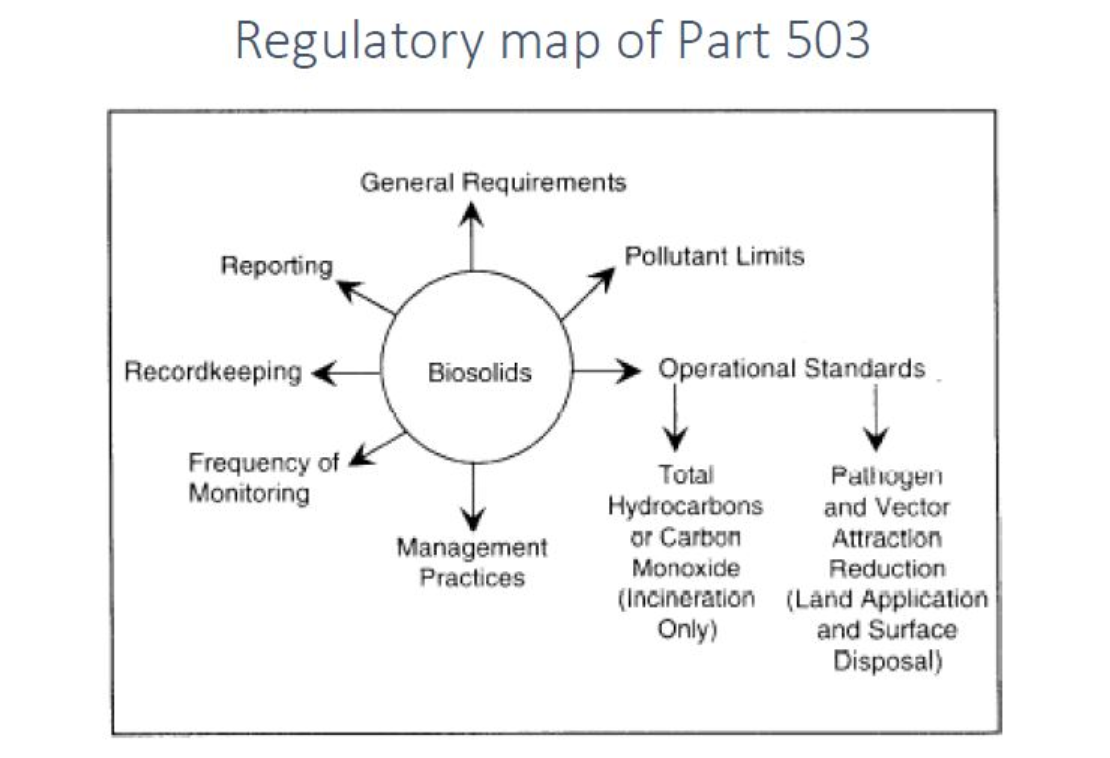 Regulatory map of Part 503
General Requirements
Reporting
Pollutant Limits
Recordkeeping
Biosolids
Operational Standards
Frequency of
Monitoring
Management
Practices
Total
Hydrocarbons
or Carbon
Monoxide
(Incineration
Only)
Pathogen
and Vector
Attraction
Reduction
(Land Application
and Surface
Disposal)